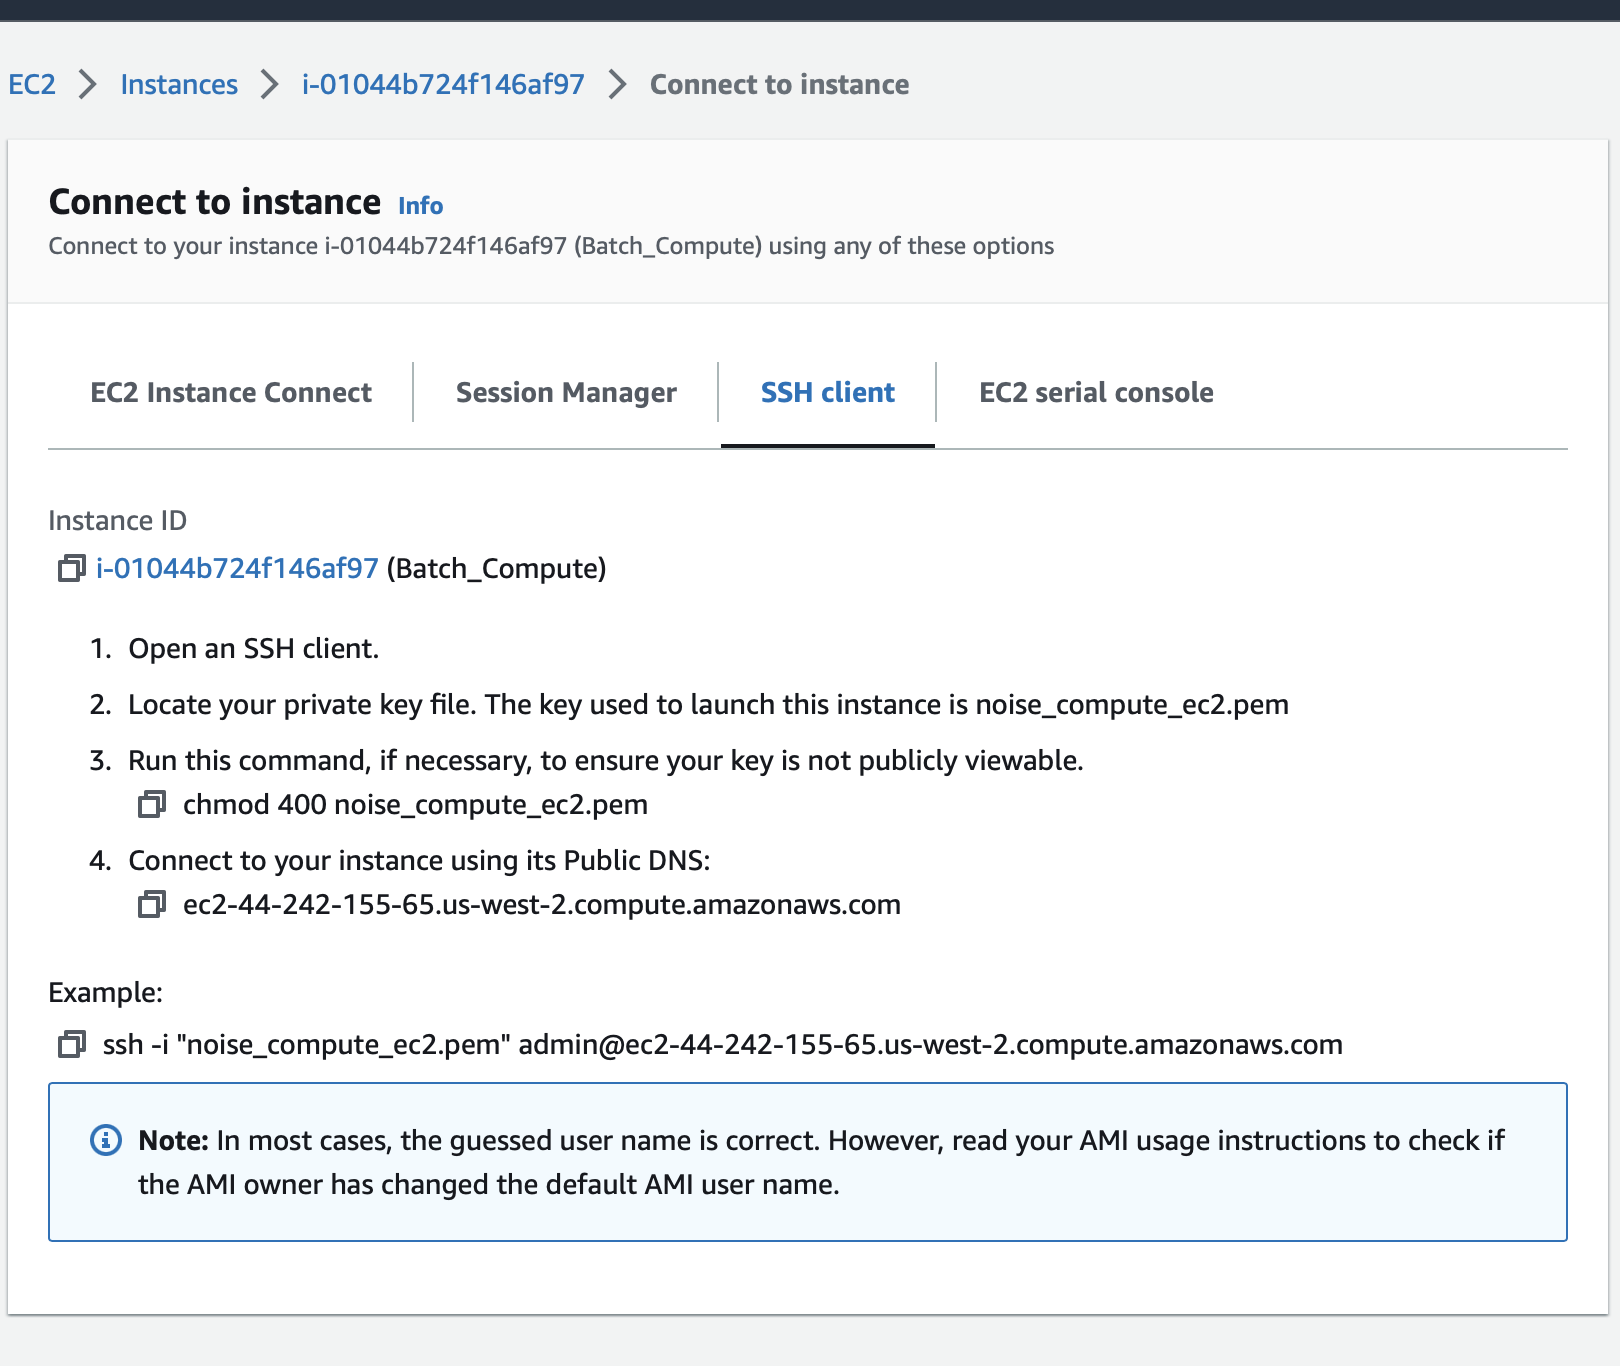 EC2 > Instances > i-01044b724f146af97 > Connect to instance
Connect to instance Info
Connect to your instance i-01044b724f146af97 (Batch_Compute) using any of these options
EC2 Instance Connect Session Manager SSH client EC2 serial console
Instance ID
i-01044b724f146af97 (Batch_Compute)
1. Open an SSH client.
2. Locate your private key file. The key used to launch this instance is noise_compute_ec2.pem
3. Run this command, if necessary, to ensure your key is not publicly viewable.
chmod 400 noise_compute_ec2.pem
4. Connect to your instance using its Public DNS:
ec2-44-242-155-65.us-west-2.compute.amazonaws.com
Example:
ssh -i "noise_compute_ec2.pem" admin@ec2-44-242-155-65.us-west-2.compute.amazonaws.com
Note: In most cases, the guessed user name is correct. However, read your AMI usage instructions to check if
the AMI owner has changed the default AMI user name.